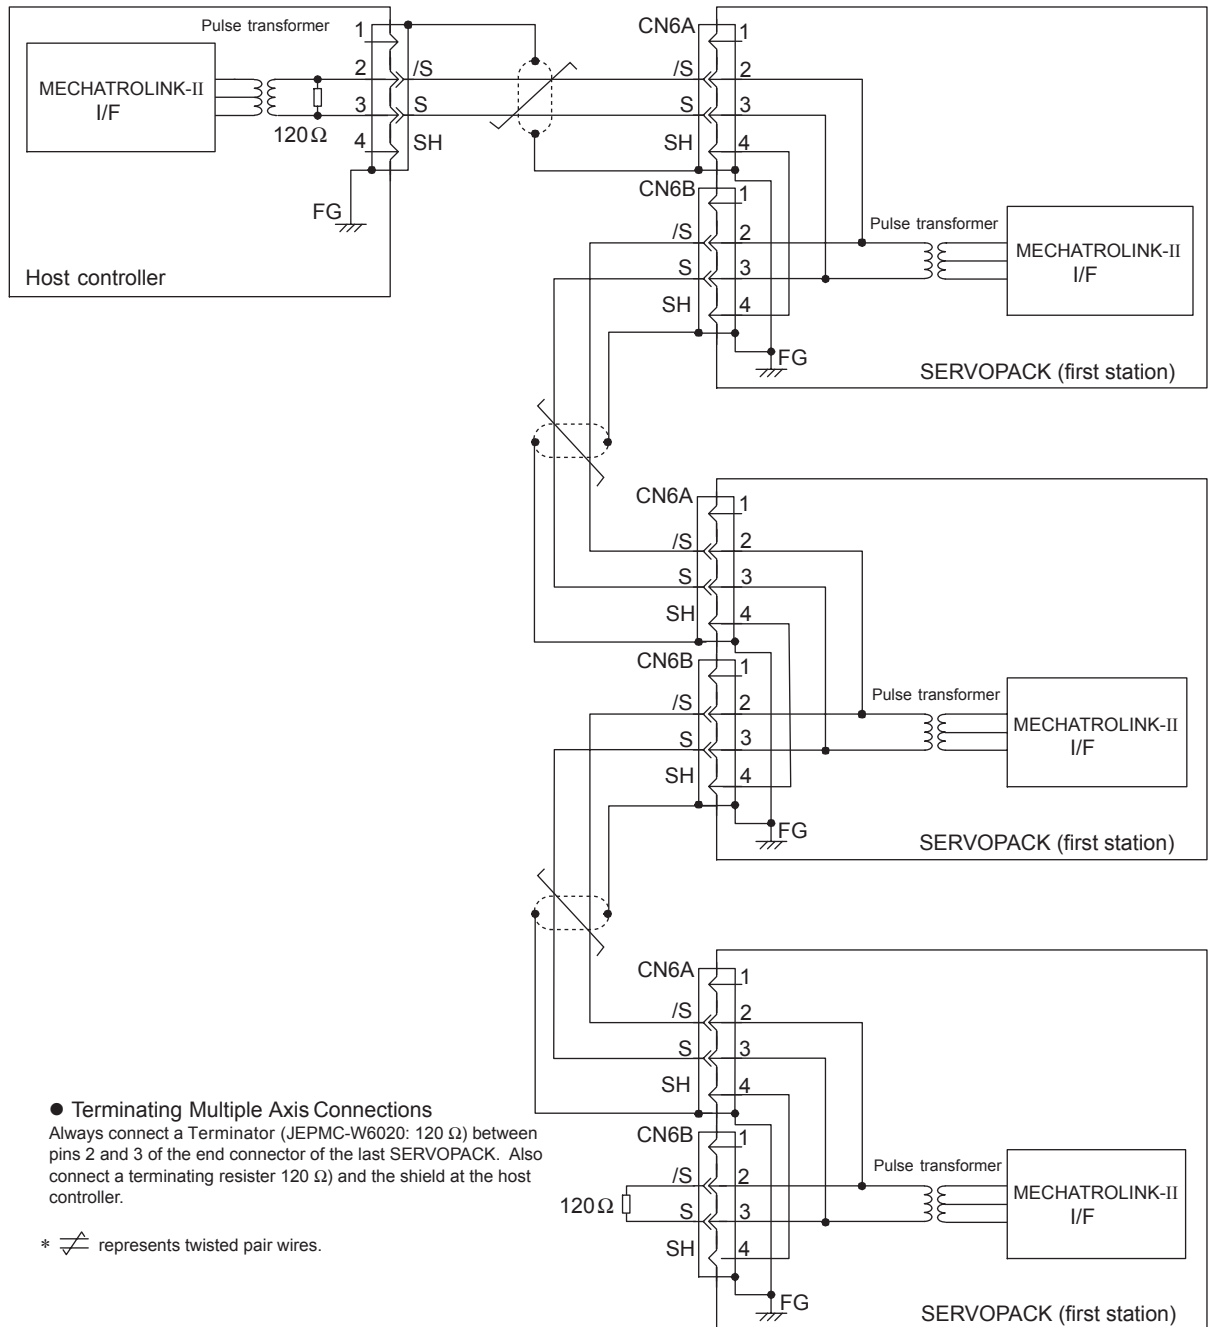 Pulse transformer
MECHATROLINK-II
I/F
120Ω
1
2
3
4
/S
S
SH
FG
Host controller
CN6A
/S
S
SH
1
2
3
4
CN6B
/S
S
SH
1
2
3
4
Pulse transformer
MECHATROLINK-II
I/F
FG
SERVOPACK (first station)
CN6A
/S
S
SH
1
2
3
4
CN6B
/S
S
SH
1
2
3
4
Pulse transformer
MECHATROLINK-II
I/F
FG
SERVOPACK (first station)
CN6A
/S
S
SH
1
2
3
4
CN6B
/S
S
SH
1
2
3
4
120Ω
Pulse transformer
MECHATROLINK-II
I/F
FG
SERVOPACK (first station)
● Terminating Multiple Axis Connections
Always connect a Terminator (JEPMC-W6020: 120 Ω) between
pins 2 and 3 of the end connector of the last SERVOPACK. Also
connect a terminating resister 120 Ω) and the shield at the host
controller.
* represents twisted pair wires.